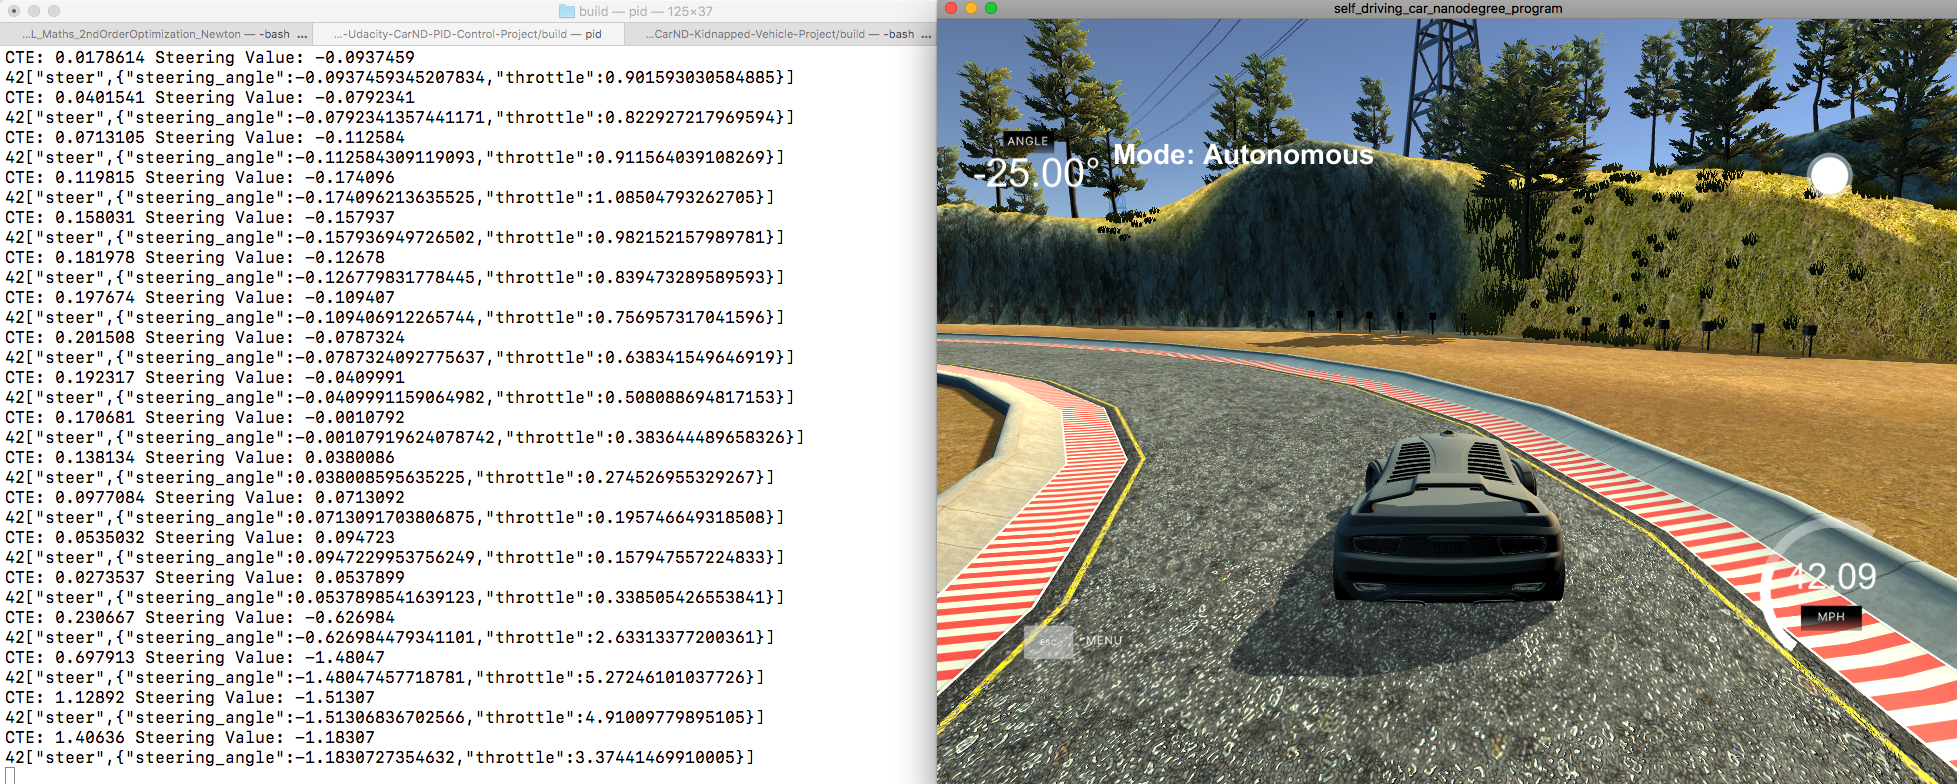 build — pid — 125×37
...L_Maths_2ndOrderOptimization_Newton — -bash ...
...-Udacity-CarND-PID-Control-Project/build — pid
...CarND-Kidnapped-Vehicle-Project/build — -bash ...
CTE: 0.0178614 Steering Value: -0.0937459
42["steer",{"steering_angle":-0.0937459345207834,"throttle":0.901593030584885}]
CTE: 0.0401541 Steering Value: -0.0792341
42["steer",{"steering_angle":-0.0792341357441171,"throttle":0.822927217969594}]
CTE: 0.0713105 Steering Value: -0.112584
42["steer",{"steering_angle":-0.112584309119093,"throttle":0.911564039108269}]
CTE: 0.119815 Steering Value: -0.174096
42["steer",{"steering_angle":-0.174096213635525,"throttle":1.08504793262705}]
CTE: 0.158031 Steering Value: -0.157937
42["steer",{"steering_angle":-0.157936949726502,"throttle":0.982152157989781}]
CTE: 0.181978 Steering Value: -0.12678
42["steer",{"steering_angle":-0.126779831778445,"throttle":0.839473289589593}]
CTE: 0.197674 Steering Value: -0.109407
42["steer",{"steering_angle":-0.109406912265744,"throttle":0.756957317041596}]
CTE: 0.201508 Steering Value: -0.0787324
42["steer",{"steering_angle":-0.0787324092775637,"throttle":0.638341549646919}]
CTE: 0.192317 Steering Value: -0.0409991
42["steer",{"steering_angle":-0.0409991159064982,"throttle":0.508088694817153}]
CTE: 0.170681 Steering Value: -0.0010792
42["steer",{"steering_angle":-0.00107919624078742,"throttle":0.383644489658326}]
CTE: 0.138134 Steering Value: 0.0380086
42["steer",{"steering_angle":0.038008595635225,"throttle":0.274526955329267}]
CTE: 0.0977084 Steering Value: 0.0713092
42["steer",{"steering_angle":0.0713091703806875,"throttle":0.195746649318508}]
CTE: 0.0535032 Steering Value: 0.094723
42["steer",{"steering_angle":0.0947229953756249,"throttle":0.157947557224833}]
CTE: 0.0273537 Steering Value: 0.0537899
42["steer",{"steering_angle":0.0537898541639123,"throttle":0.338505426553841}]
CTE: 0.230667 Steering Value: -0.626984
42["steer",{"steering_angle":-0.626984479341101,"throttle":2.63313377200361}]
CTE: 0.697913 Steering Value: -1.48047
42["steer",{"steering_angle":-1.48047457718781,"throttle":5.27246101037726}]
CTE: 1.12892 Steering Value: -1.51307
42["steer",{"steering_angle":-1.51306836702566,"throttle":4.91009779895105}]
CTE: 1.40636 Steering Value: -1.18307
42["steer",{"steering_angle":-1.1830727354632,"throttle":3.37441469910005}]
self_driving_car_nanodegree_program
ANGLE
-25.00°
Mode: Autonomous
42.09
MPH
ESC
MENU